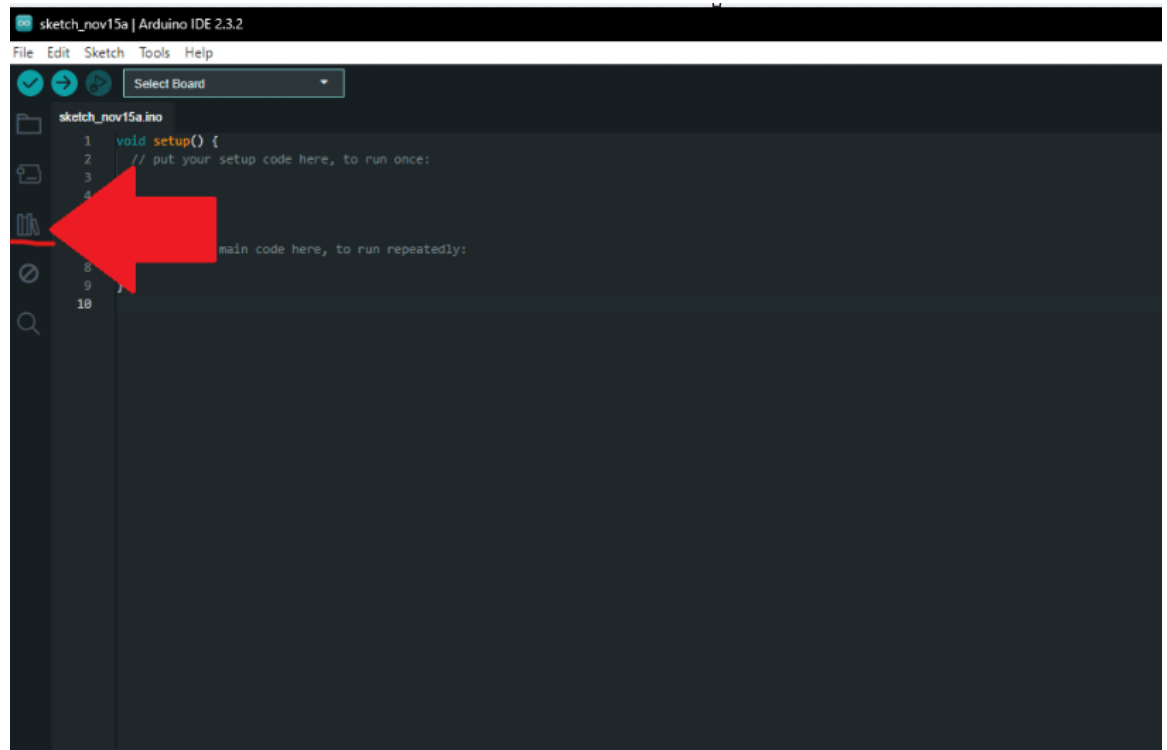 sketch_nov15a | Arduino IDE 2.3.2
File Edit Sketch Tools Help
Select Board
sketch_nov15a.ino
1 void setup() {
2 // put your setup code here, to run once:
3
4
main code here, to run repeatedly:
8
9 }
10